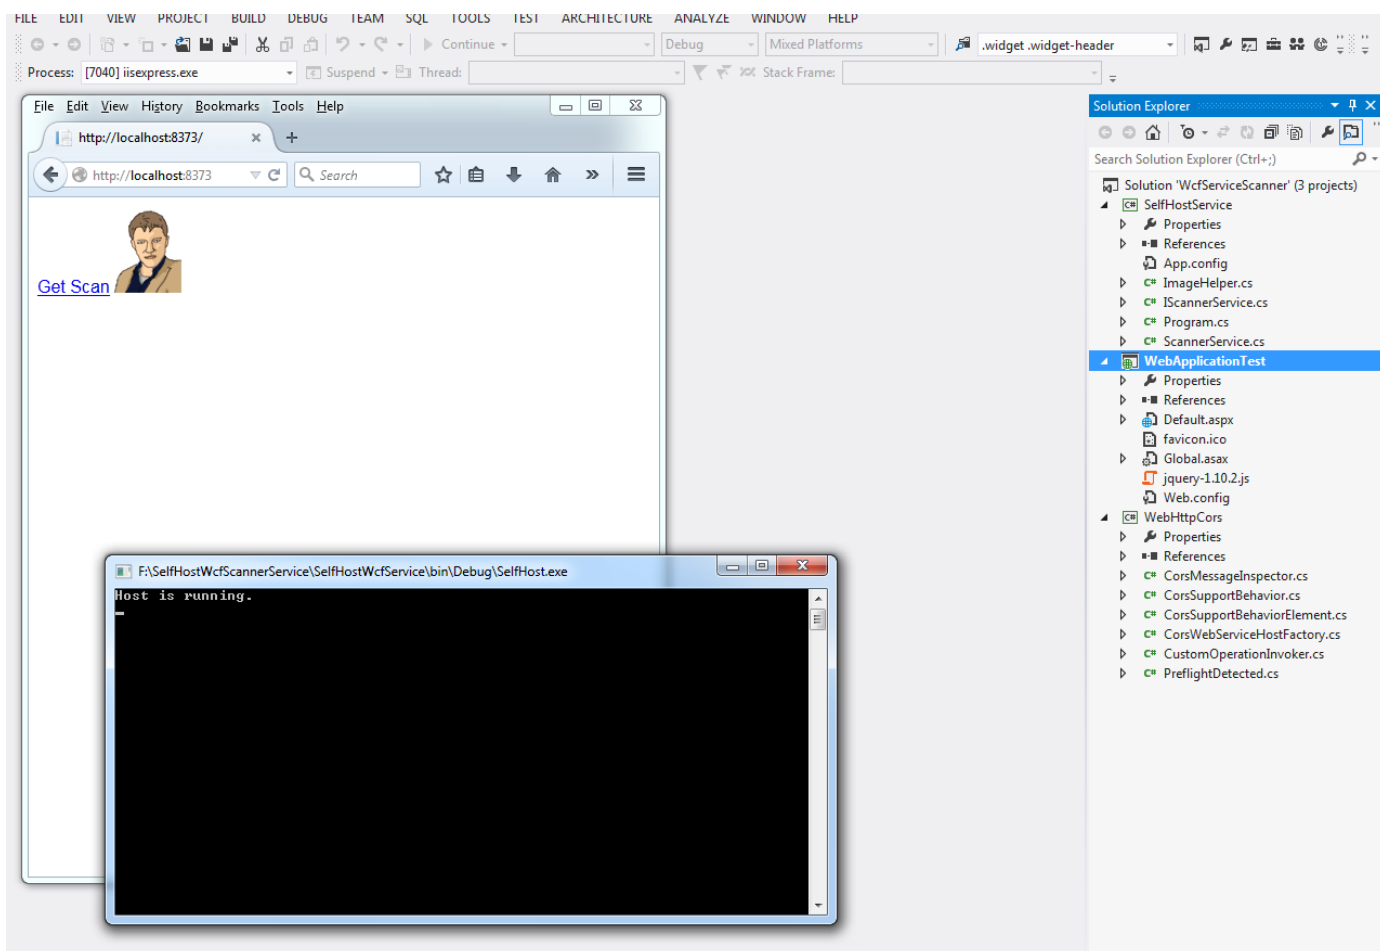 FILE EDIT VIEW PROJECT BUILD DEBUG TEAM SQL TOOLS TEST ARCHITECTURE ANALYZE WINDOW HELP
Continue Debug Mixed Platforms .widget .widget-header
Process: [7040] iisexpress.exe Suspend Thread: Stack Frame:
File Edit View History Bookmarks Tools Help
http://localhost:8373/
http://localhost:8373 Search
Get Scan
F:\SelfHostWcfScannerService\SelfHostWcfService\bin\Debug\SelfHost.exe
Host is running.
Solution Explorer
Search Solution Explorer (Ctrl+;)
Solution 'WcfServiceScanner' (3 projects)
C# SelfHostService
Properties
References
App.config
C# ImageHelper.cs
C# IScannerService.cs
C# Program.cs
C# ScannerService.cs
WebApplicationTest
Properties
References
Default.aspx
favicon.ico
Global.asax
jquery-1.10.2.js
Web.config
C# WebHttpCors
Properties
References
C# CorsMessageInspector.cs
C# CorsSupportBehavior.cs
C# CorsSupportBehaviorElement.cs
C# CorsWebServiceHostFactory.cs
C# CustomOperationInvoker.cs
C# PreflightDetected.cs